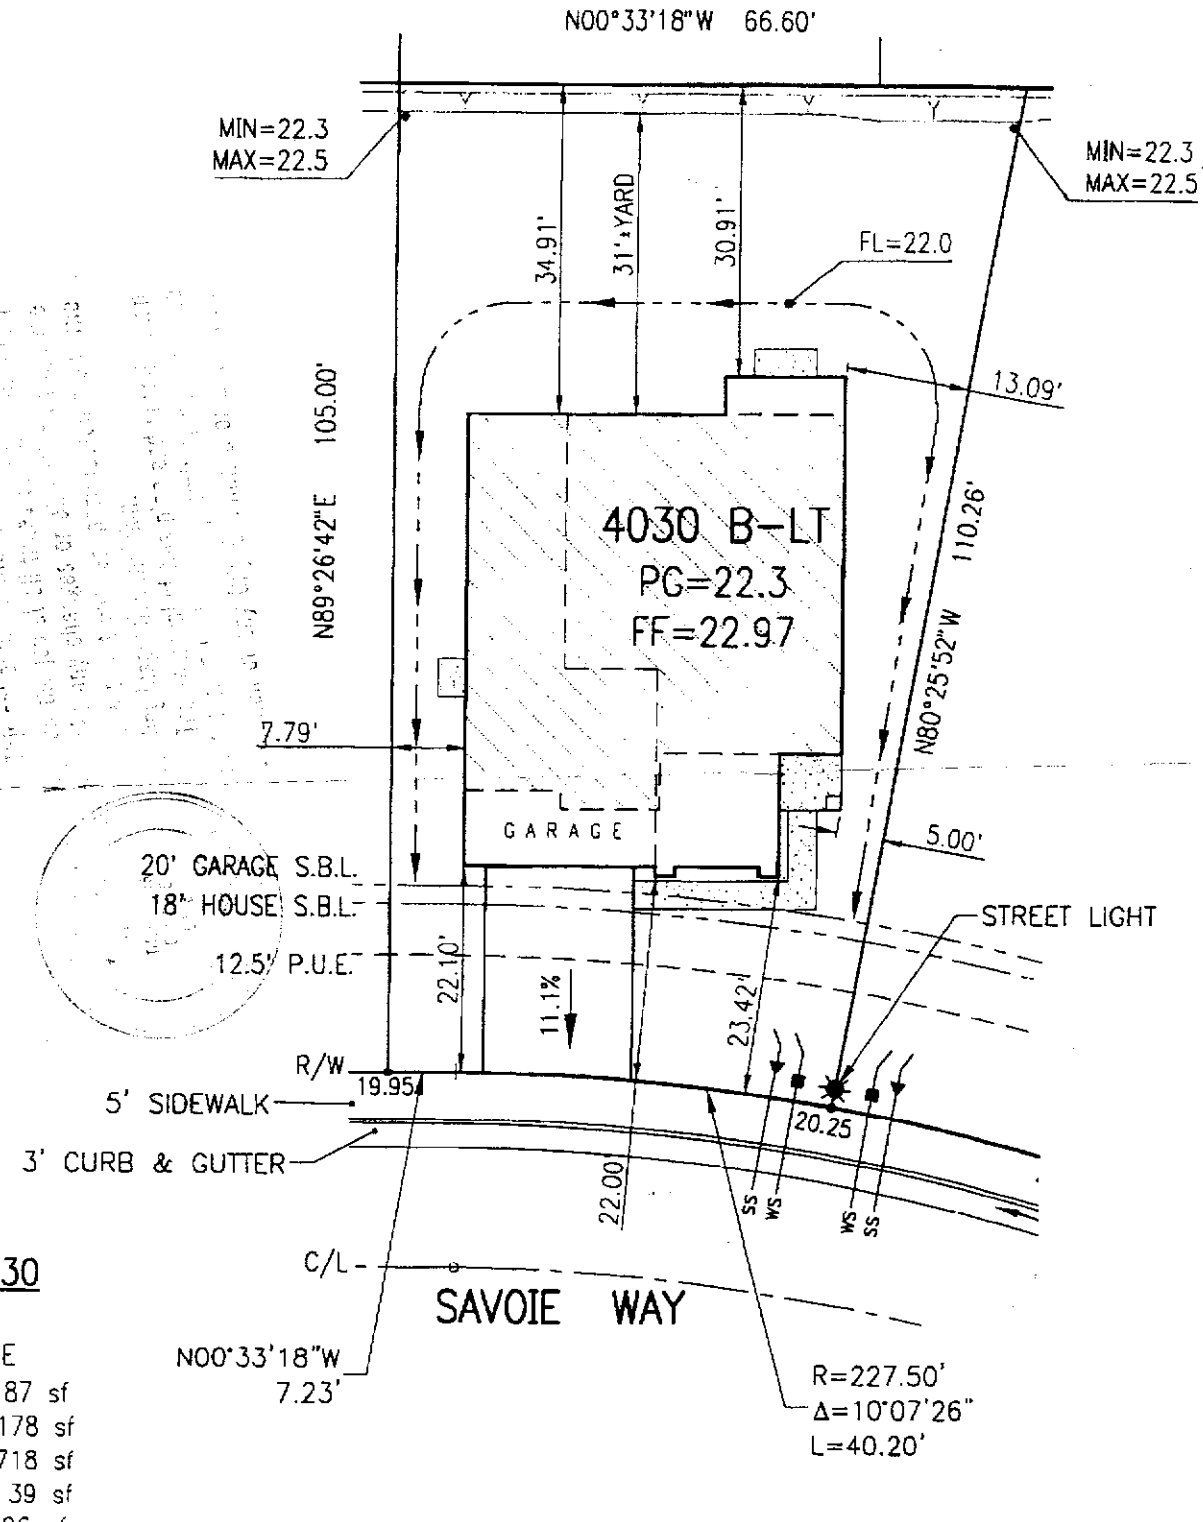 N00°33'18"W 66.60'
MIN=22.3
MAX=22.5
MIN=22.3
MAX=22.5
34.91'
31'±YARD
30.91'
FL=22.0
13.09'
N89°26'42"E 105.00'
4030 B-LT
PG=22.3
FF=22.97
110.26'
N80°25'52"W
7.79'
GARAGE
5.00'
20' GARAGE S.B.L.
18' HOUSE S.B.L.
STREET LIGHT
12.5' P.U.E.
22.10'
11.1%
23.42'
R/W
19.95
5' SIDEWALK
20.25
3' CURB & GUTTER
22.00'
SS
WS
WS
SS
C/L
30
SAVOIE WAY
N00°33'18"W
7.23'
E
87 sf
178 sf
718 sf
39 sf
R=227.50'
Δ=10°07'26"
L=40.20'